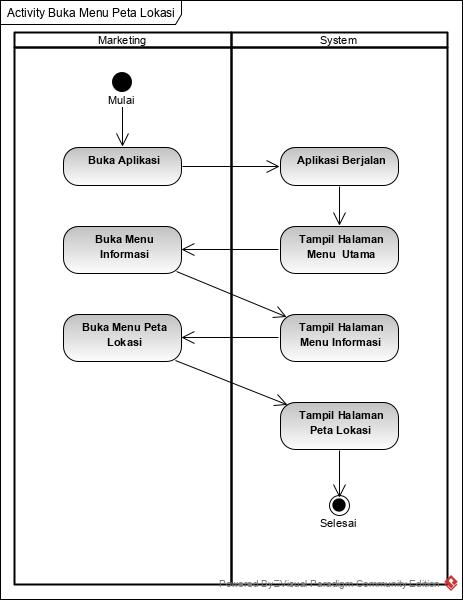 Activity Buka Menu Peta Lokasi
Marketing
System
Mulai
Buka Aplikasi
Aplikasi Berjalan
Buka Menu
Informasi
Tampil Halaman
Menu Utama
Buka Menu Peta
Lokasi
Tampil Halaman
Menu Informasi
Tampil Halaman
Peta Lokasi
Selesai
Powered By Visual Paradigm Community Edition